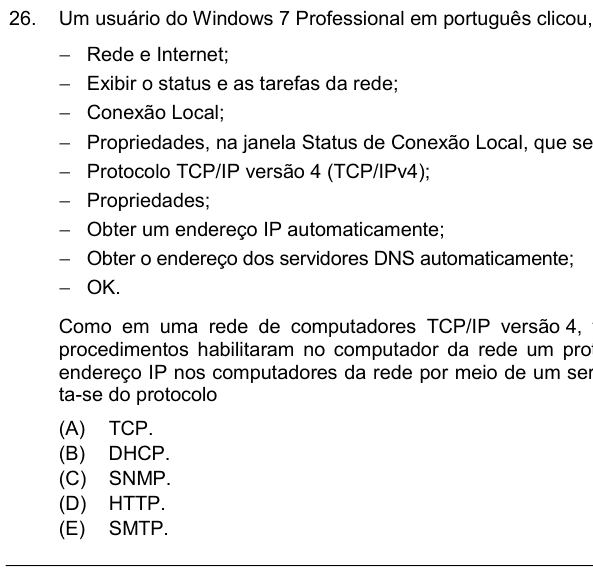 26. Um usuário do Windows 7 Professional em português clicou,
– Rede e Internet;
– Exibir o status e as tarefas da rede;
– Conexão Local;
– Propriedades, na janela Status de Conexão Local, que se
– Protocolo TCP/IP versão 4 (TCP/IPv4);
– Propriedades;
– Obter um endereço IP automaticamente;
– Obter o endereço dos servidores DNS automaticamente;
– OK.
Como em uma rede de computadores TCP/IP versão 4,
procedimentos habilitaram no computador da rede um pro
endereço IP nos computadores da rede por meio de um ser
ta-se do protocolo
(A) TCP.
(B) DHCP.
(C) SNMP.
(D) HTTP.
(E) SMTP.